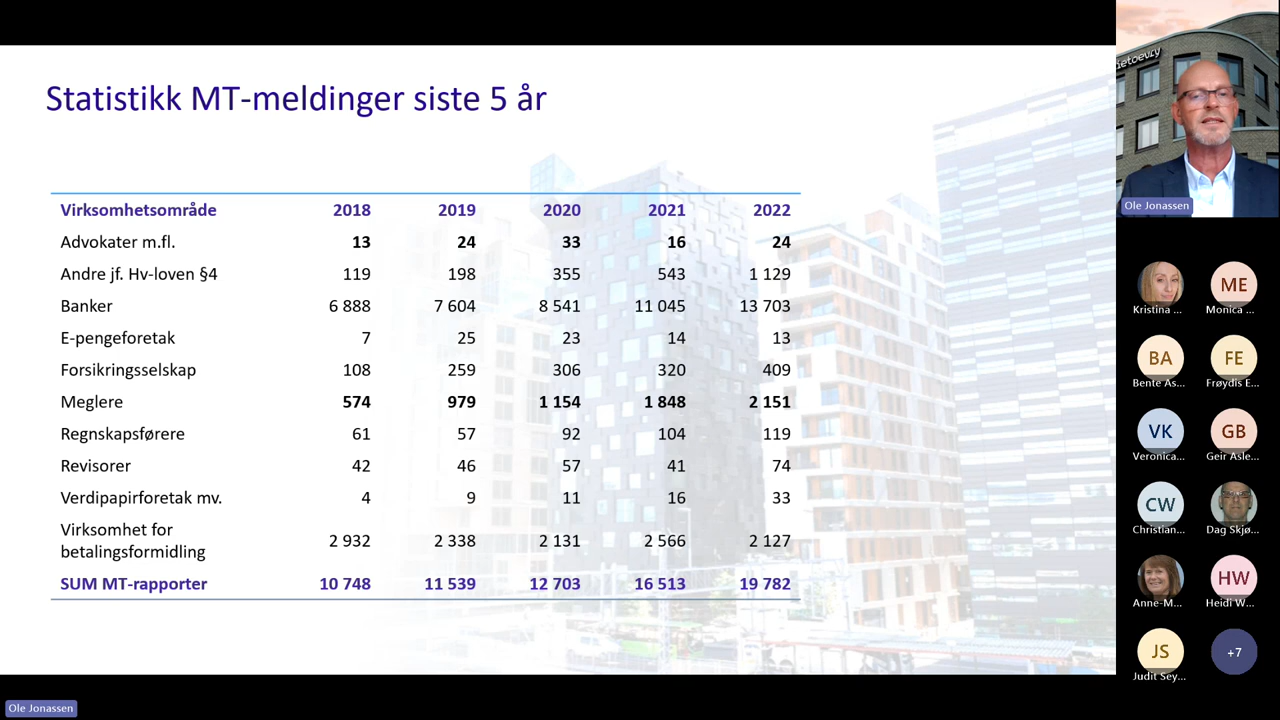 Statistikk MT-meldinger siste 5 år
Virksomhetsområde 2018 2019 2020 2021 2022
Advokater m.fl. 13 24 33 16 24
Andre jf. Hv-loven §4 119 198 355 543 1 129
Banker 6 888 7 604 8 541 11 045 13 703
E-pengeforetak 7 25 23 14 13
Forsikringsselskap 108 259 306 320 409
Meglere 574 979 1 154 1 848 2 151
Regnskapsførere 61 57 92 104 119
Revisorer 42 46 57 41 74
Verdipapirforetak mv. 4 9 11 16 33
Virksomhet for
betalingsformidling 2 932 2 338 2 131 2 566 2 127
SUM MT-rapporter 10 748 11 539 12 703 16 513 19 782
Ole Jonassen
tietoevry
Ole Jonassen
Kristina ...
ME
Monica ...
BA
Bente As...
FE
Frøydis E...
VK
Veronica...
GB
Geir Asle...
CW
Christian...
Dag Skjø...
Anne-M...
HW
Heidi W...
JS
Judit Sey...
+7